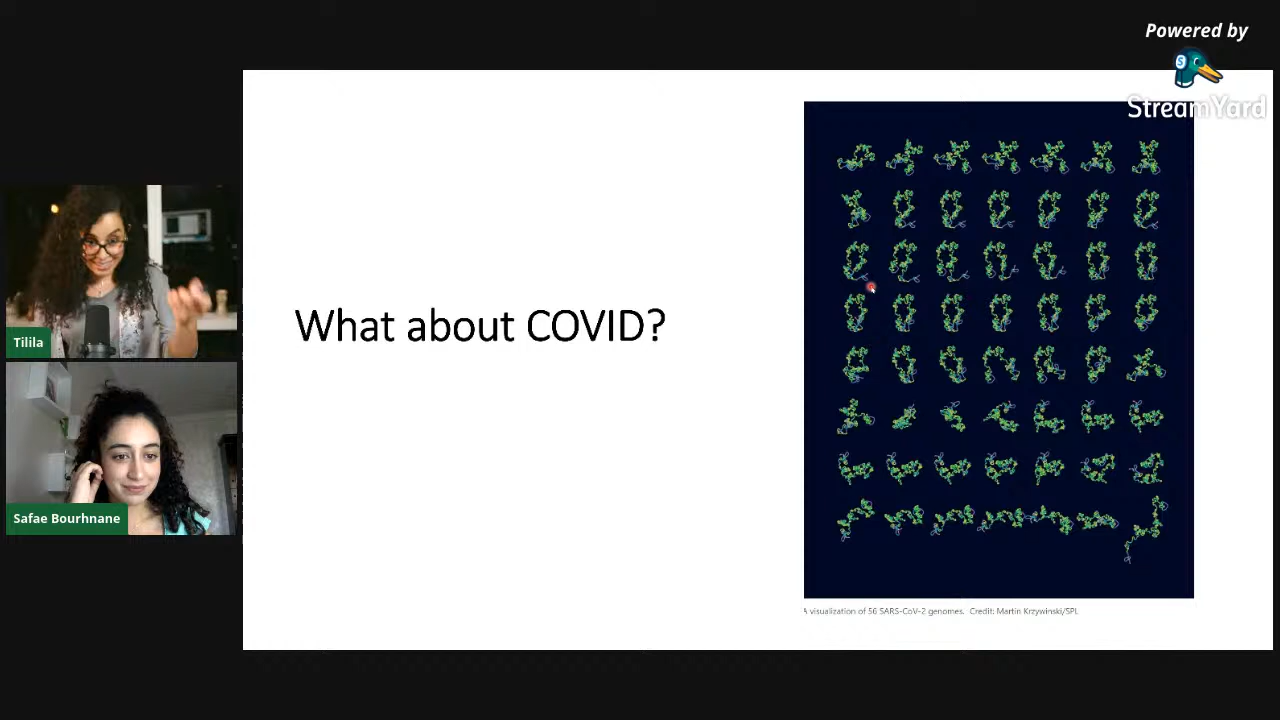 Powered by
StreamYard
What about COVID?
Tilila
Safae Bourhnane
A visualization of 56 SARS-CoV-2 genomes. Credit: Martin Krzywinski/SPL